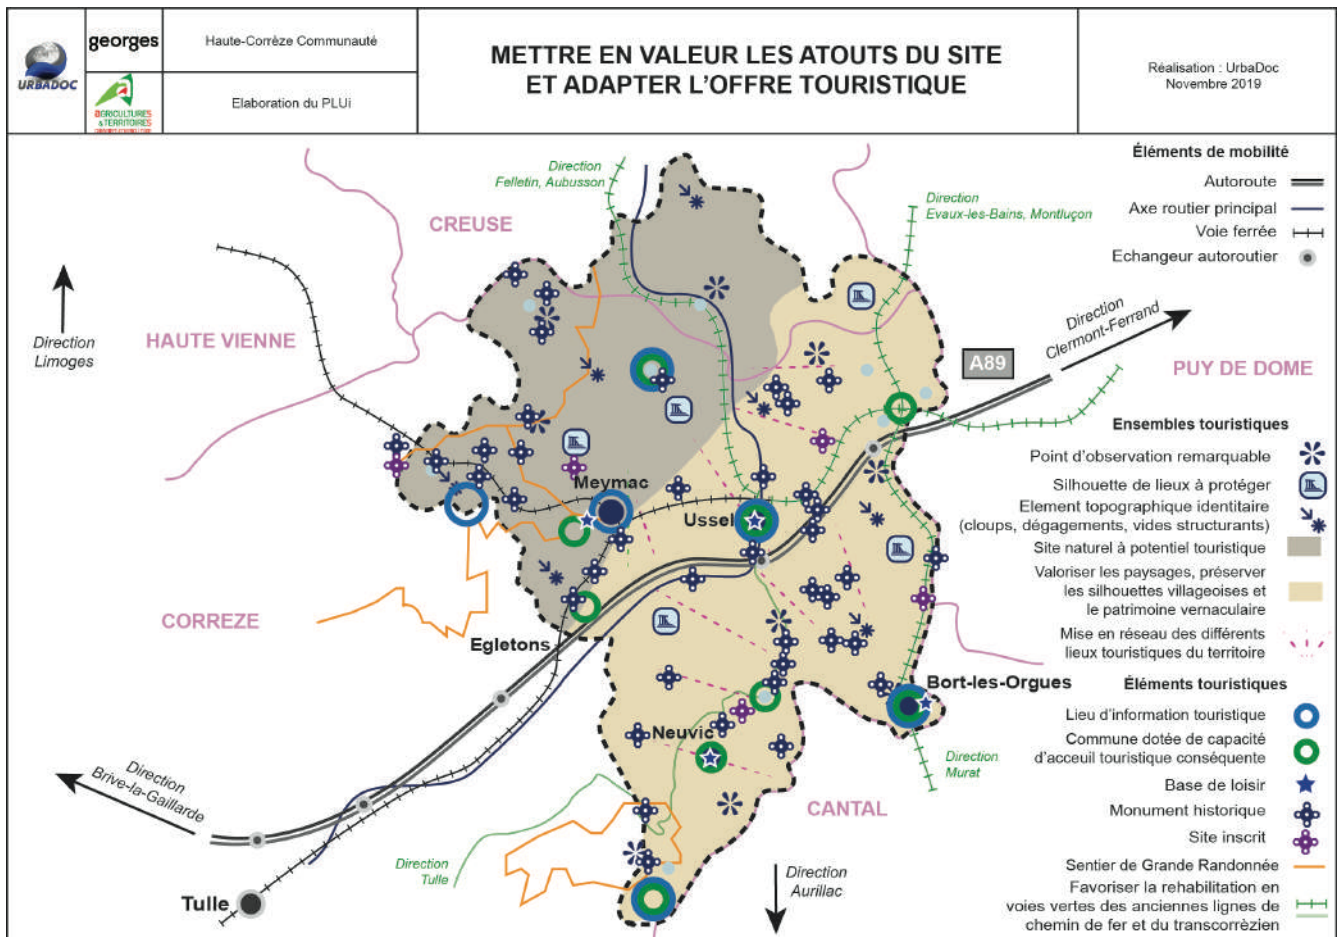 URBADOC
georges
AGRICULTURES
& TERRITOIRES
Haute-Corrèze Communauté
Elaboration du PLUi
METTRE EN VALEUR LES ATOUTS DU SITE
ET ADAPTER L'OFFRE TOURISTIQUE
Réalisation : UrbaDoc
Novembre 2019
Direction
Felletin, Aubusson
CREUSE
Direction
Evaux-les-Bains, Montluçon
Direction
Limoges
HAUTE VIENNE
Direction
Clermont-Ferrand
A89
PUY DE DOME
Meymac
Ussel
CORREZE
Egletons
Bort-les-Orgues
Neuvic
Direction
Murat
Direction
Brive-la-Gaillarde
CANTAL
Direction
Tulle
Direction
Aurillac
Tulle
Éléments de mobilité
Autoroute
Axe routier principal
Voie ferrée
Echangeur autoroutier
Ensembles touristiques
Point d'observation remarquable
Silhouette de lieux à protéger
Element topographique identitaire
(cloups, dégagements, vides structurants)
Site naturel à potentiel touristique
Valoriser les paysages, préserver
les silhouettes villageoises et
le patrimoine vernaculaire
Mise en réseau des différents
lieux touristiques du territoire
Éléments touristiques
Lieu d'information touristique
Commune dotée de capacité
d'acceuil touristique conséquente
Base de loisir
Monument historique
Site inscrit
Sentier de Grande Randonnée
Favoriser la rehabilitation en
voies vertes des anciennes lignes de
chemin de fer et du transcorrèzien